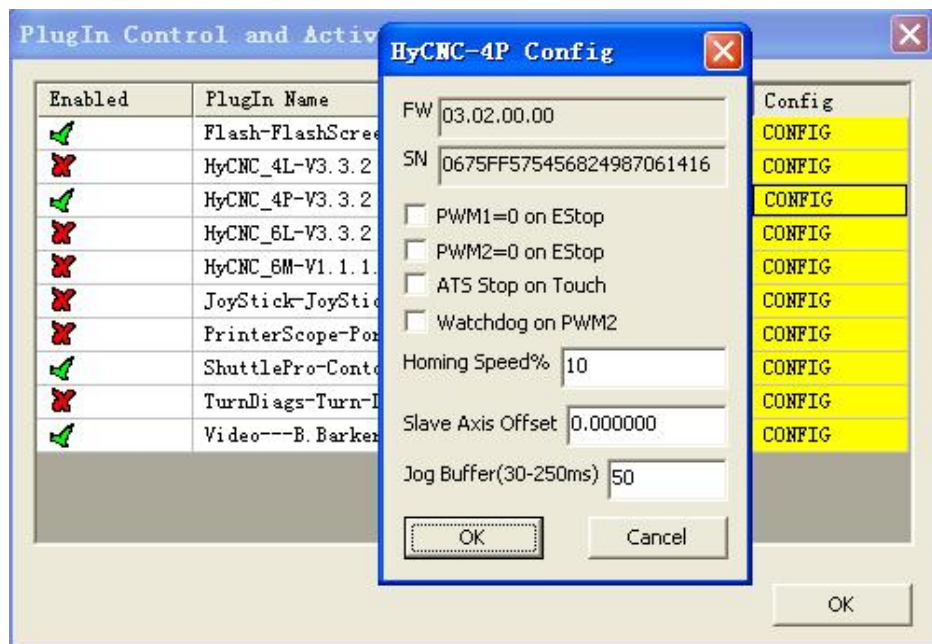 PlugIn Control and Activ
HyCNC-4P Config
Enabled PlugIn Name Config
Flash-FlashScree CONFIG
HyCNC_4L-V3.3.2 CONFIG
HyCNC_4P-V3.3.2 CONFIG
HyCNC_6L-V3.3.2 CONFIG
HyCNC_6M-V1.1.1. CONFIG
JoyStick-JoyStic CONFIG
PrinterScope-Por CONFIG
ShuttlePro-Conto CONFIG
TurnDiags-Turn-D CONFIG
Video---B.Barker CONFIG
FW 03.02.00.00
SN 0675FF575456824987061416
PWM1=0 on EStop
PWM2=0 on EStop
ATS Stop on Touch
Watchdog on PWM2
Homing Speed% 10
Slave Axis Offset 0.000000
Jog Buffer(30-250ms) 50
OK Cancel
OK